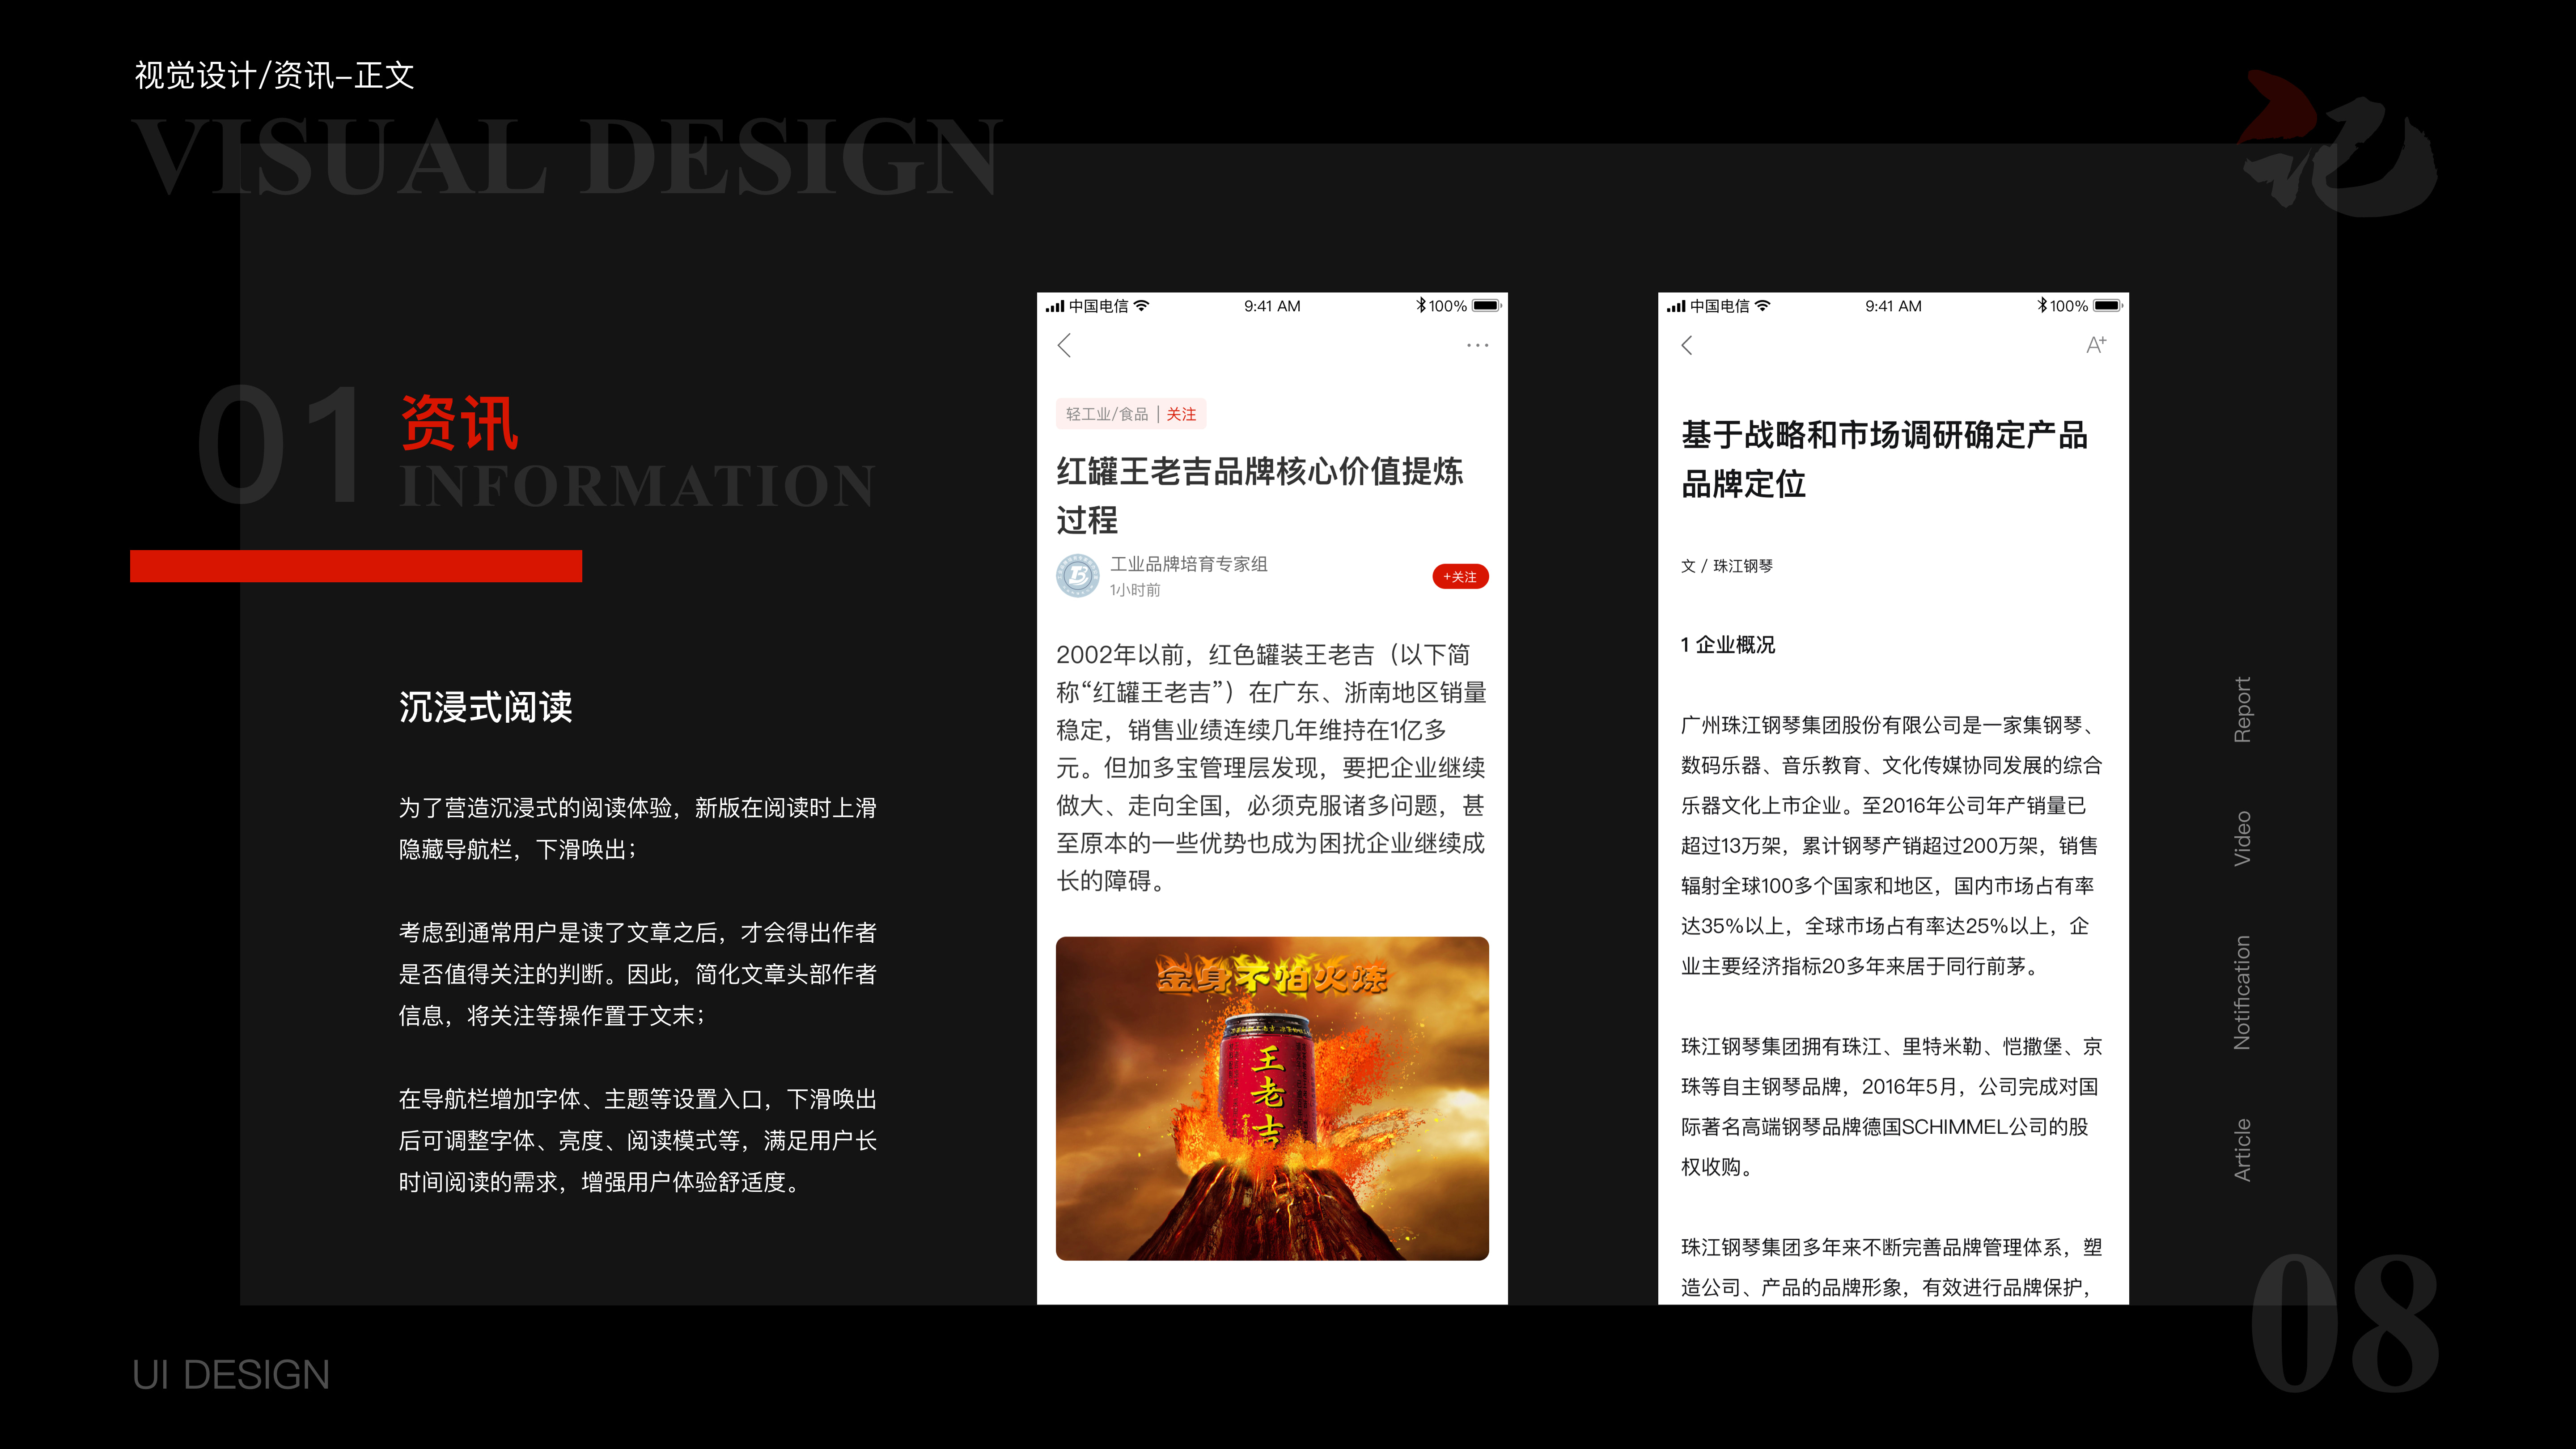 视觉设计/资讯-正文
VISUAL DESIGN
记
01
资讯
INFORMATION
沉浸式阅读
为了营造沉浸式的阅读体验，新版在阅读时上滑
隐藏导航栏，下滑唤出；
考虑到通常用户是读了文章之后，才会得出作者
是否值得关注的判断。因此，简化文章头部作者
信息，将关注等操作置于文末；
在导航栏增加字体、主题等设置入口，下滑唤出
后可调整字体、亮度、阅读模式等，满足用户长
时间阅读的需求，增强用户体验舒适度。
中国电信 9:41 AM 100%
轻工业/食品 | 关注
红罐王老吉品牌核心价值提炼
过程
工业品牌培育专家组
1小时前
+关注
2002年以前，红色罐装王老吉（以下简
称“红罐王老吉”）在广东、浙南地区销量
稳定，销售业绩连续几年维持在1亿多
元。但加多宝管理层发现，要把企业继续
做大、走向全国，必须克服诸多问题，甚
至原本的一些优势也成为困扰企业继续成
长的障碍。
金身不怕火炼
王老吉
中国电信 9:41 AM 100%
A+
基于战略和市场调研确定产品
品牌定位
文 / 珠江钢琴
1 企业概况
广州珠江钢琴集团股份有限公司是一家集钢琴、
数码乐器、音乐教育、文化传媒协同发展的综合
乐器文化上市企业。至2016年公司年产销量已
超过13万架，累计钢琴产销超过200万架，销售
辐射全球100多个国家和地区，国内市场占有率
达35%以上，全球市场占有率达25%以上，企
业主要经济指标20多年来居于同行前茅。
珠江钢琴集团拥有珠江、里特米勒、恺撒堡、京
珠等自主钢琴品牌，2016年5月，公司完成对国
际著名高端钢琴品牌德国SCHIMMEL公司的股
权收购。
珠江钢琴集团多年来不断完善品牌管理体系，塑
造公司、产品的品牌形象，有效进行品牌保护，
Report
Video
Notification
Article
UI DESIGN
08